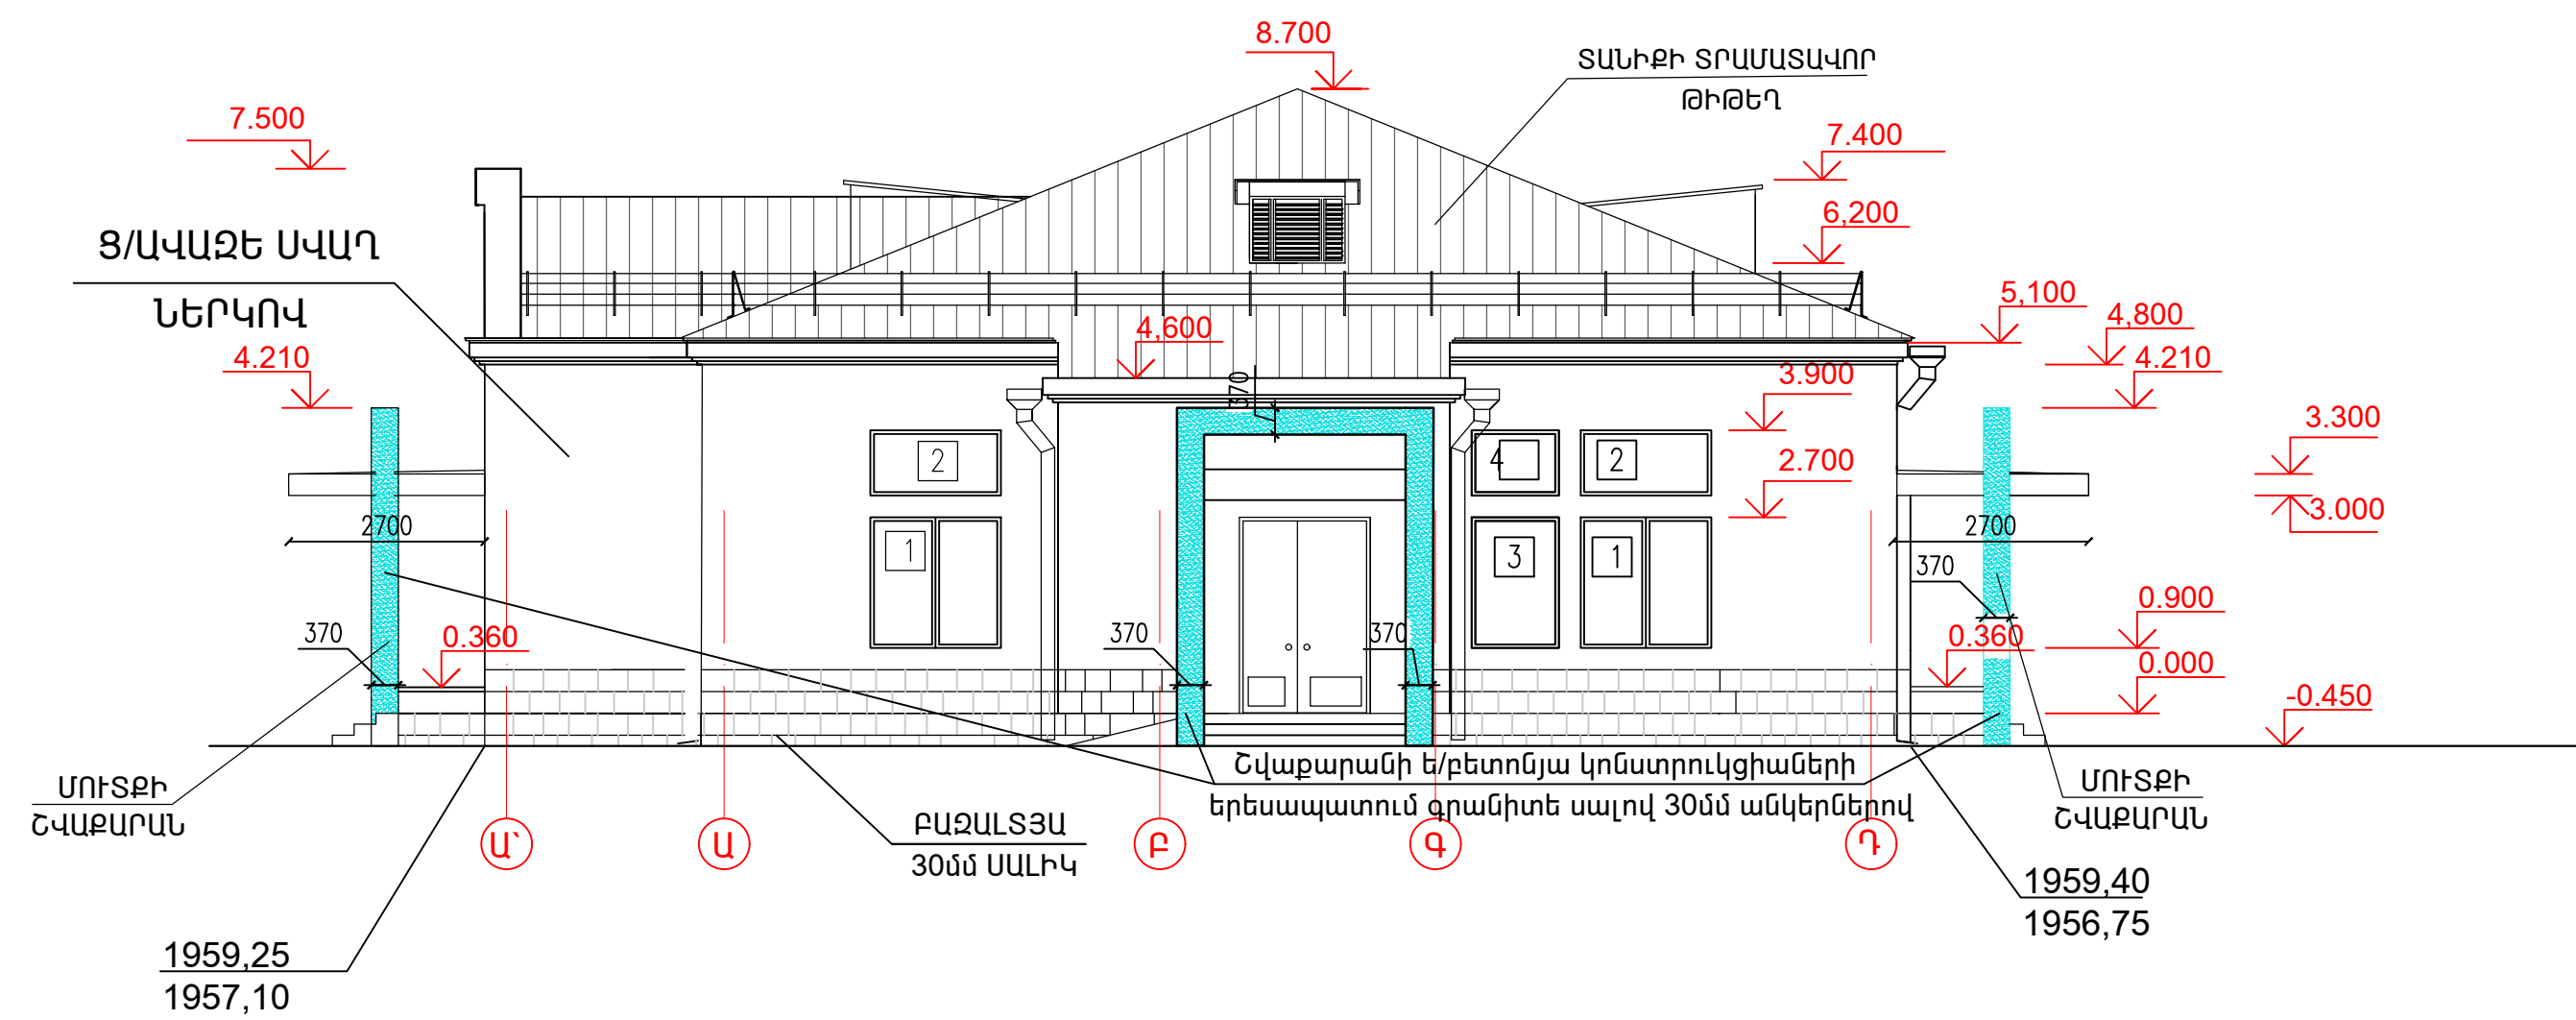 8.700
ՏԱՆԻՔԻ ՏՐԱՄԱՏԱՎՈՐ
ԹԻԹԵՂ
7.500
7.400
6,200
Ց/ԱՎԱԶԵ ՍՎԱՂ
ՆԵՐԿՈՎ
5,100
4,800
4,600
4.210
4.210
370
3.900
3.300
2
4
2
2.700
3.000
2700
2700
1
3
1
370
0.900
370
0.360
370
370
0.360
0.000
-0.450
Շվաքարանի ե/բետոնյա կոնստրուկցիաների
երեսապատում գրանիտե սալով 30մմ անկերներով
ՄՈՒՏՔԻ
ՇՎԱՔԱՐԱՆ
ՄՈՒՏՔԻ
ՇՎԱՔԱՐԱՆ
ԲԱԶԱԼՏՅԱ
30մմ ՍԱԼԻԿ
Ա՝
Ա
Բ
Գ
Դ
1959,40
1956,75
1959,25
1957,10